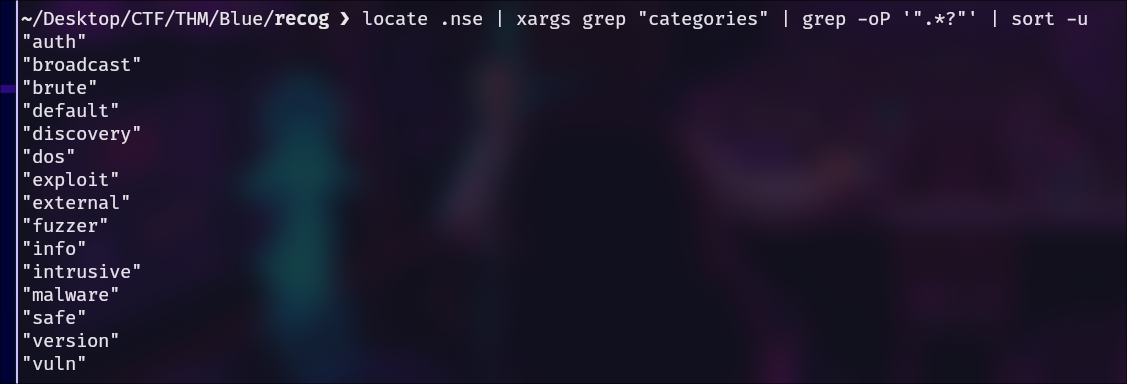 ~/Desktop/CTF/THM/Blue/recog ❯ locate .nse | xargs grep "categories" | grep -oP '".*?"' | sort -u
"auth"
"broadcast"
"brute"
"default"
"discovery"
"dos"
"exploit"
"external"
"fuzzer"
"info"
"intrusive"
"malware"
"safe"
"version"
"vuln"